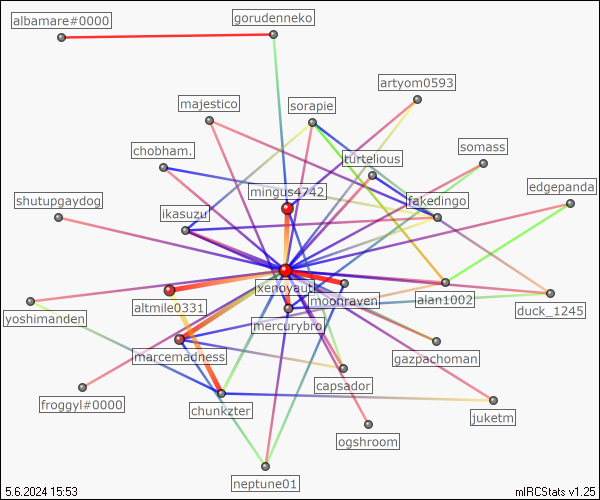 albamare#0000
gorudenneko
artyom0593
majestico
sorapie
chobham.
turtelious
somass
mingus4742
edgepanda
shutupgaydog
ikasuzu
fakedingo
moonraven
altmile0331
alan1002
duck_1245
yoshimanden
mercurybro
marcemadness
gazpachoman
capsador
froggyl#0000
chunkzter
juketm
ogshroom
neptune01
5.6.2024 15:53
mIRCStats v1.25